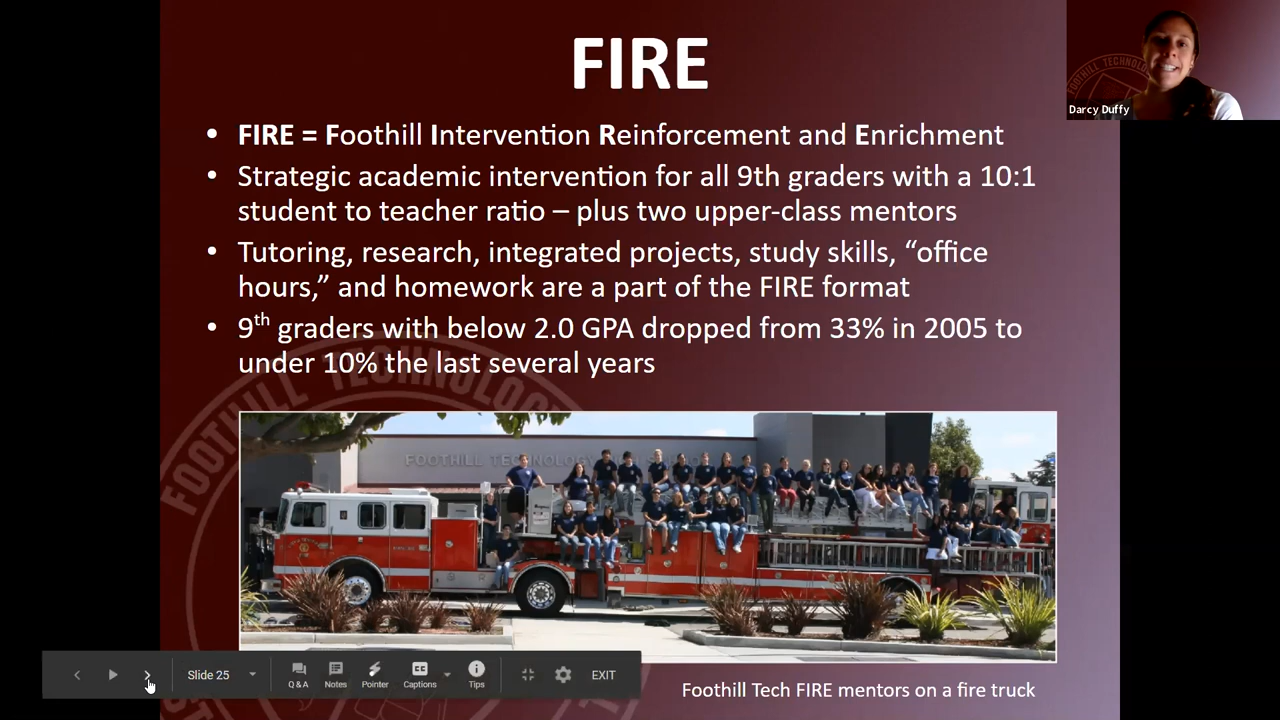 FIRE
Darcy Duffy
• FIRE = Foothill Intervention Reinforcement and Enrichment
• Strategic academic intervention for all 9th graders with a 10:1
student to teacher ratio – plus two upper-class mentors
• Tutoring, research, integrated projects, study skills, “office
hours,” and homework are a part of the FIRE format
• 9th graders with below 2.0 GPA dropped from 33% in 2005 to
under 10% the last several years
FOOTHILL TECHNOLOGY
FOOTHILL TECHNOLOGY
Slide 25
Q & A
Notes
Pointer
Captions
Tips
EXIT
Foothill Tech FIRE mentors on a fire truck